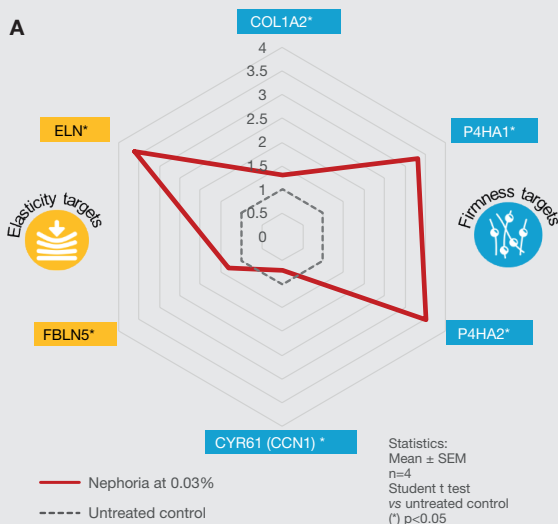 A
COL1A2*
4
3.5
3
2.5
2
1.5
1
0.5
0
ELN*
P4HA1*
Elasticity targets
Firmness targets
FBLN5*
P4HA2*
CYR61 (CCN1) *
Nephoria at 0.03%
Untreated control
Statistics:
Mean ± SEM
n=4
Student t test
vs untreated control
(*) p<0.05